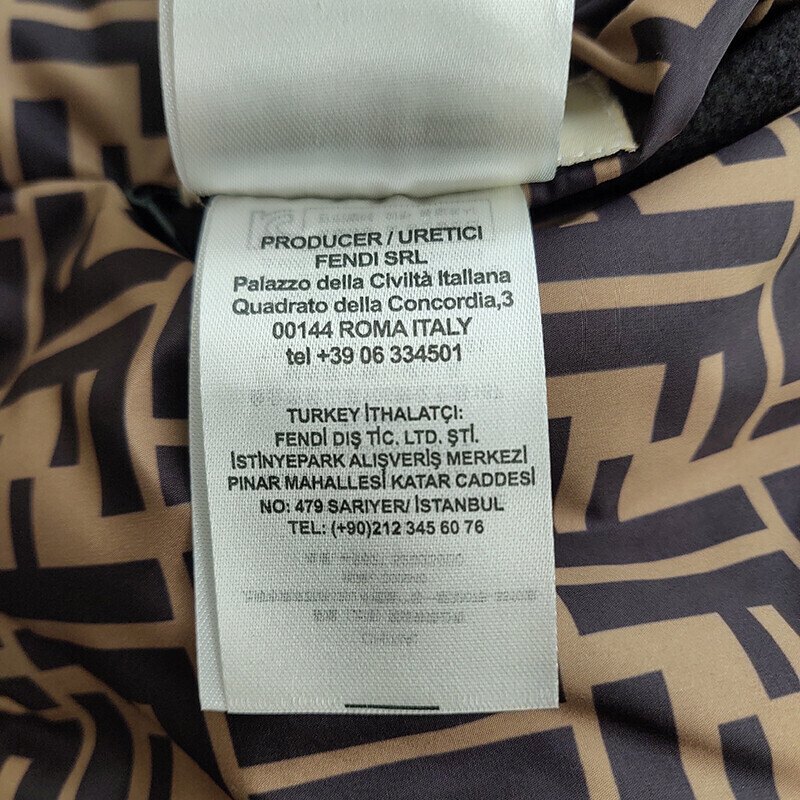 PRODUCER / URETICI
FENDI SRL
Palazzo della Civiltà Itallana
Quadrato della Concordia,3
00144 ROMA ITALY
tel +39 06 334501
TURKEY İTHALATÇI:
FENDİ DIŞ TİC. LTD. ŞTİ.
İSTİNYEPARK ALIŞVERİŞ MERKEZİ
PINAR MAHALLESİ KATAR CADDESİ
NO: 479 SARIYER/ İSTANBUL
TEL: (+90)212 345 60 76